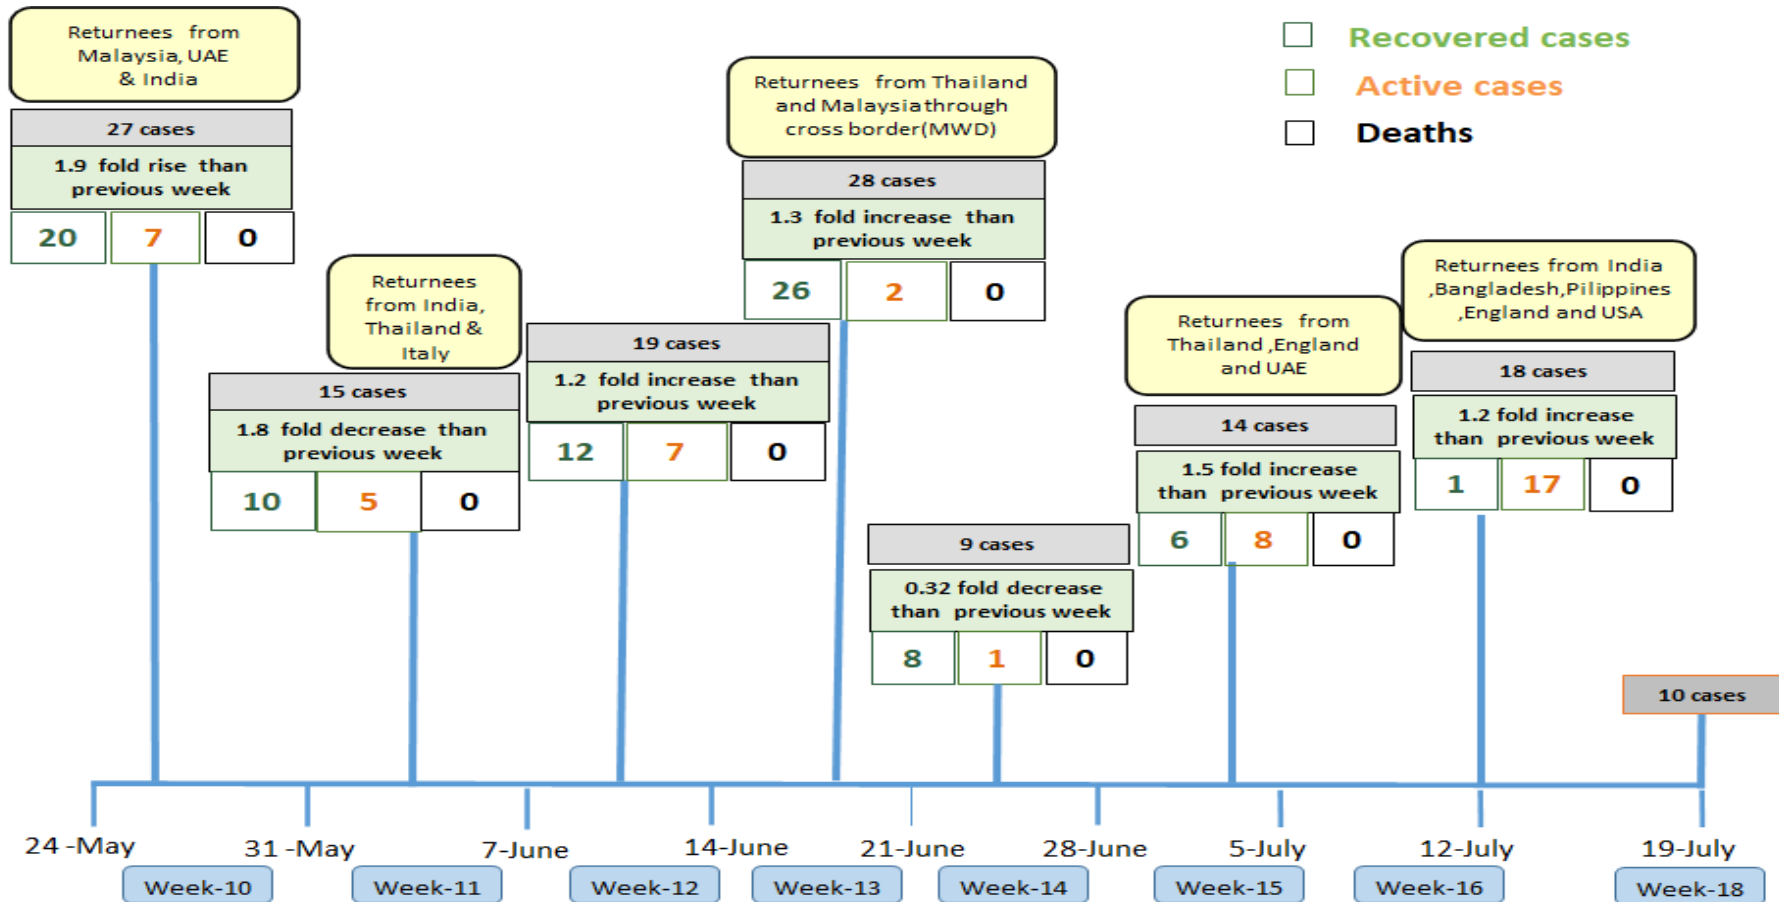 Returnees from
Malaysia, UAE
& India
27 cases
1.9 fold rise than
previous week
20 7 0
Returnees
from India,
Thailand &
Italy
15 cases
1.8 fold decrease than
previous week
10 5 0
19 cases
1.2 fold increase than
previous week
12 7 0
Returnees from Thailand
and Malaysia through
cross border(MWD)
28 cases
1.3 fold increase than
previous week
26 2 0
9 cases
0.32 fold decrease
than previous week
8 1 0
Returnees from
Thailand ,England
and UAE
14 cases
1.5 fold increase
than previous week
6 8 0
Returnees from India
,Bangladesh,Pilippines
,England and USA
18 cases
1.2 fold increase
than previous week
1 17 0
10 cases
Recovered cases
Active cases
Deaths
24 -May 31 -May 7-June 14-June 21-June 28-June 5-July 12-July 19-July
Week-10 Week-11 Week-12 Week-13 Week-14 Week-15 Week-16 Week-18